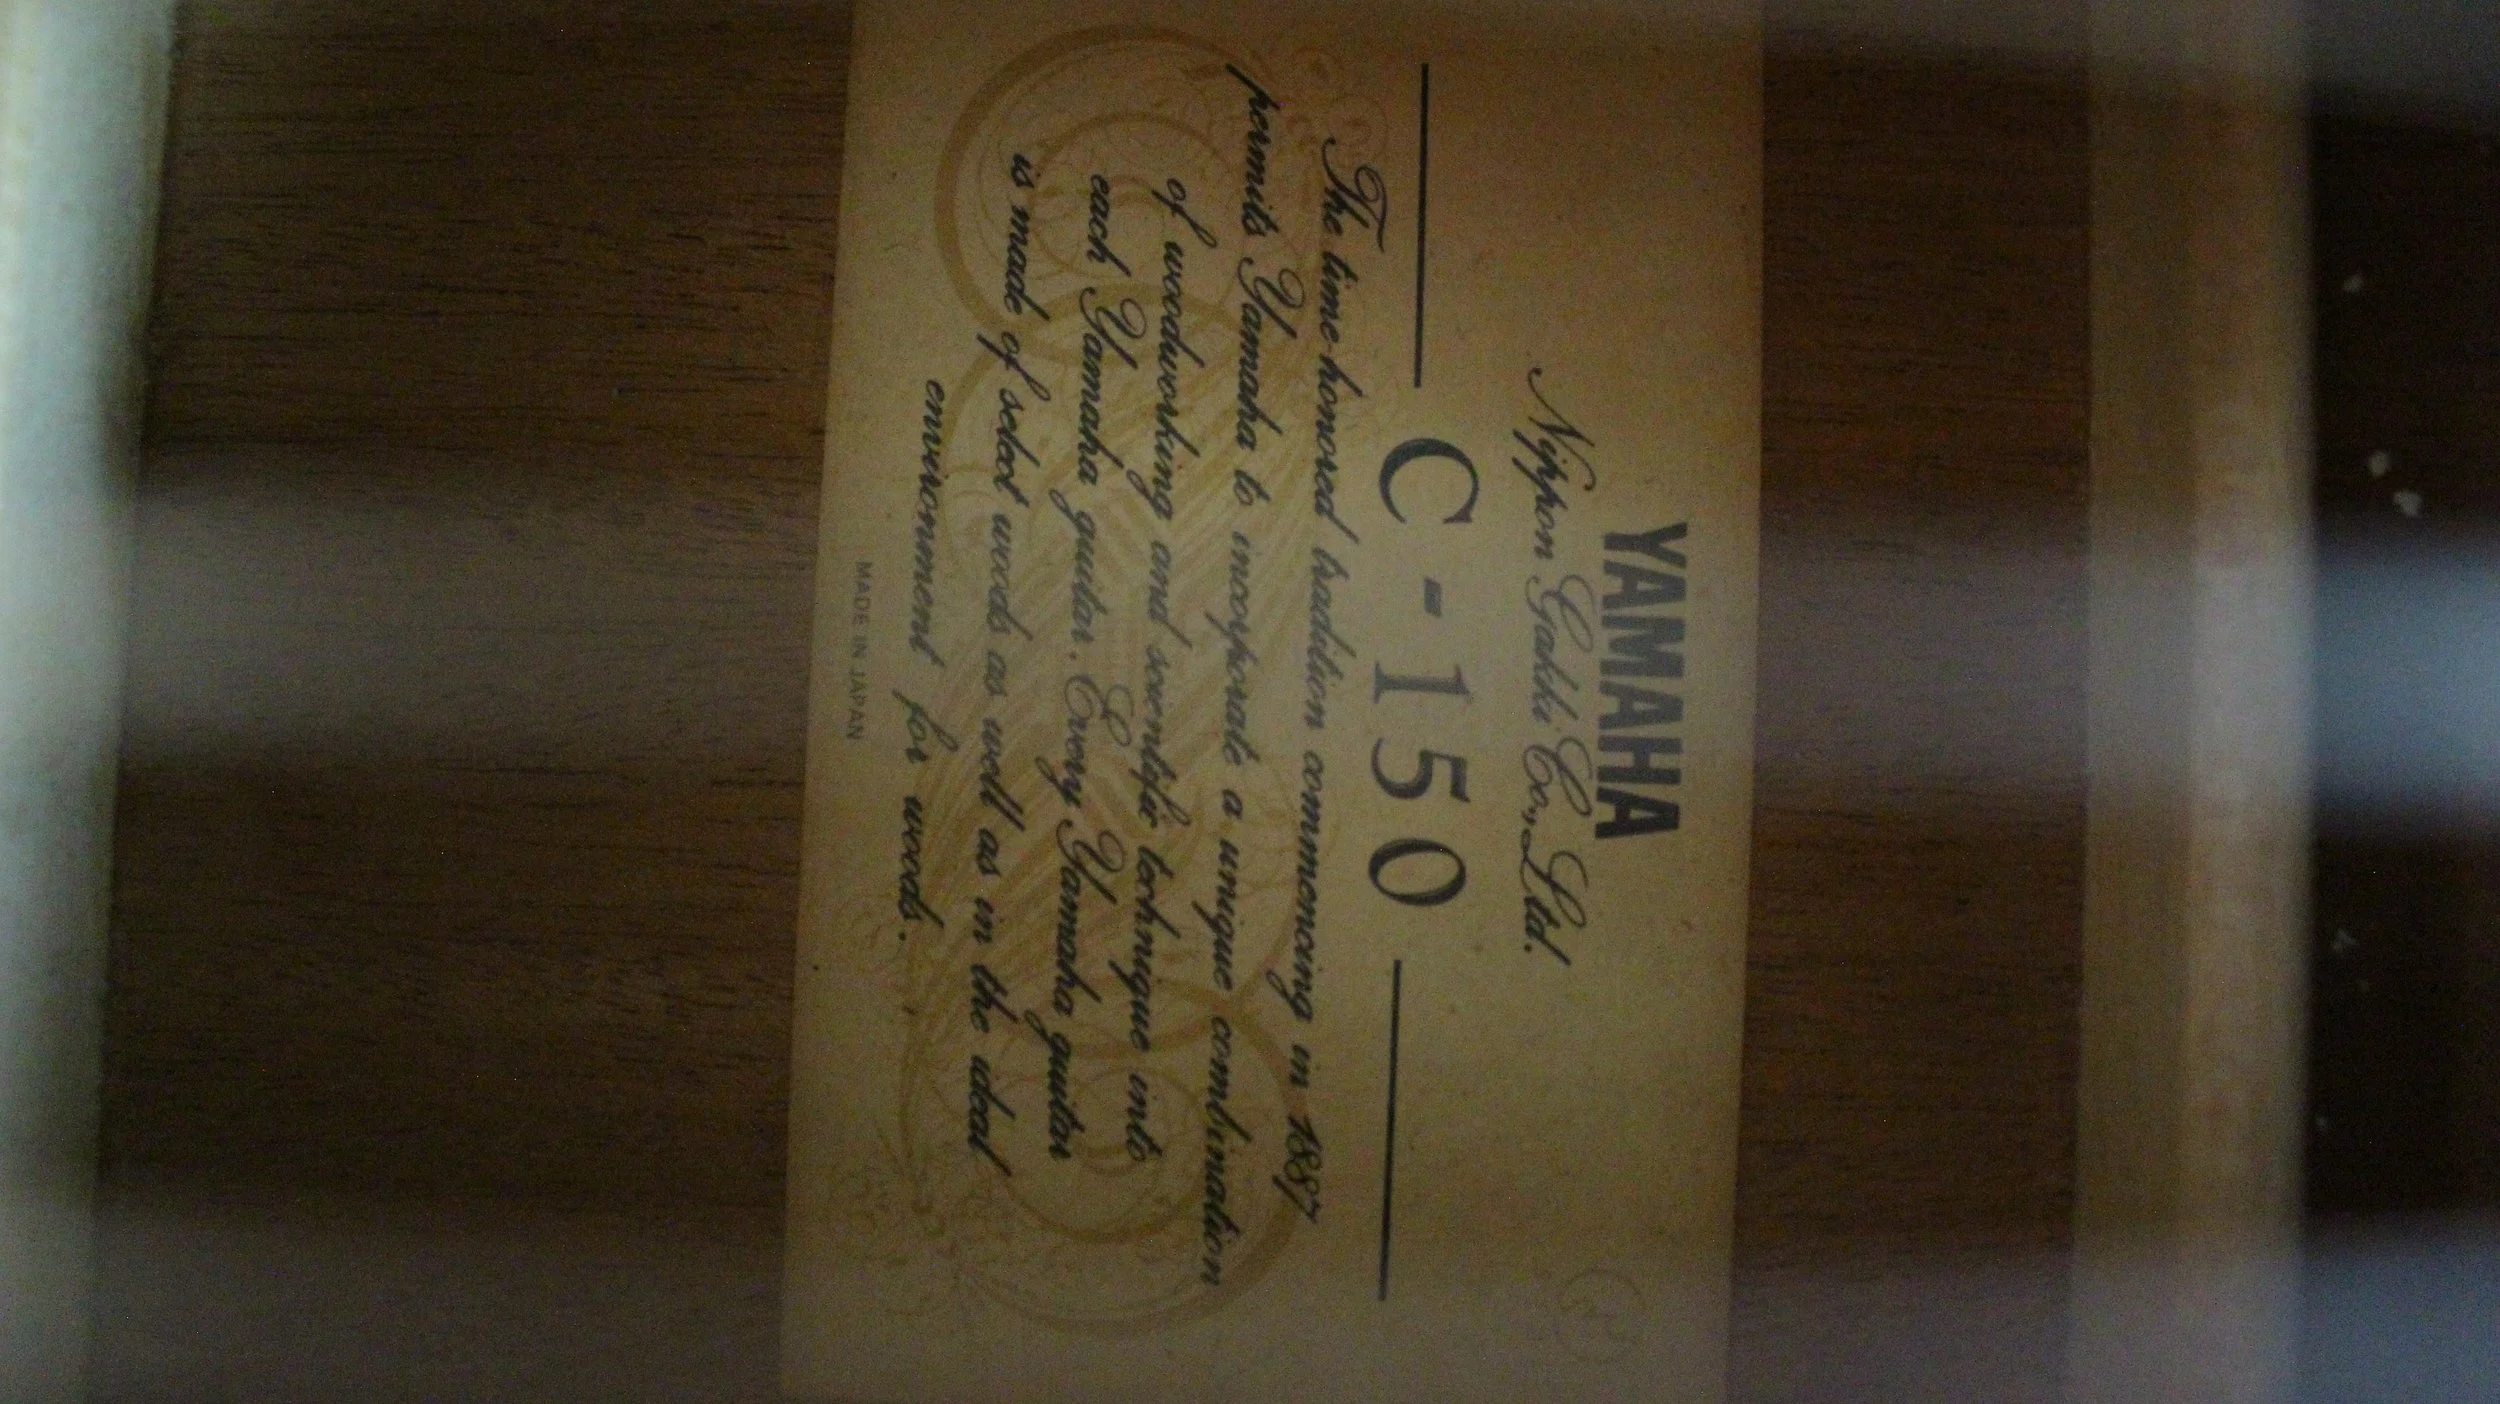 YAMAHA
Nippon Gakki Co., Ltd.
C-150
The time-honored tradition commencing in 1887
permits Yamaha to incorporate a unique combination
of woodworking and scientific technique into
each Yamaha guitar. Every Yamaha guitar
is made of select woods as well as in the ideal
environment for woods.
MADE IN JAPAN